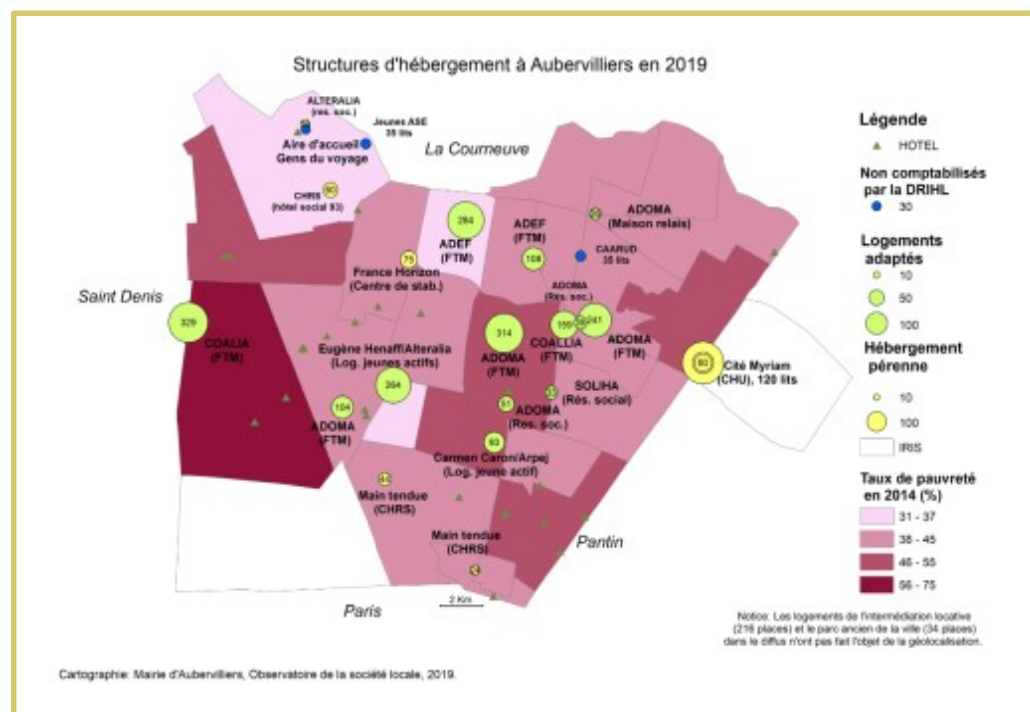 Structures d'hébergement à Aubervilliers en 2019
ALTERALIA
(res. soc.)
Jeunes ASE
35 lits
Aire d'accueil
Gens du voyage
La Courneuve
CHRS
(hôtel social 93)
ADEF
(FTM)
284
ADEF
(FTM)
108
ADOMA
(Maison relais)
CAARUD
35 lits
75
France Horizon
(Centre de stab.)
Saint Denis
329
COALIA
(FTM)
ADOMA
(Res. soc.)
159
241
314
ADOMA
(FTM)
COALLIA
(FTM)
ADOMA
(FTM)
Eugène Henaff/Alteralia
(Log. jeunes actifs)
264
104
ADOMA
(FTM)
Cité Myriam
(CHU), 120 lits
SOLIHA
(Rés. social)
51
ADOMA
(Res. soc.)
Carmen Caron/Arpej
(Log. jeune actif)
Main tendue
(CHRS)
Main tendue
(CHRS)
Pantin
Paris
2 Km
Légende
HOTEL
Non comptabilisés
par la DRIHL
30
Logements
adaptés
10
50
100
Hébergement
pérenne
10
100
IRIS
Taux de pauvreté
en 2014 (%)
31 - 37
38 - 45
46 - 55
56 - 75
Notice: Les logements de l'intermédiation locative
(216 places) et le parc ancien de la ville (34 places)
dans le diffus n'ont pas fait l'objet de la géolocalisation.
Cartographie: Mairie d'Aubervilliers, Observatoire de la société locale, 2019.